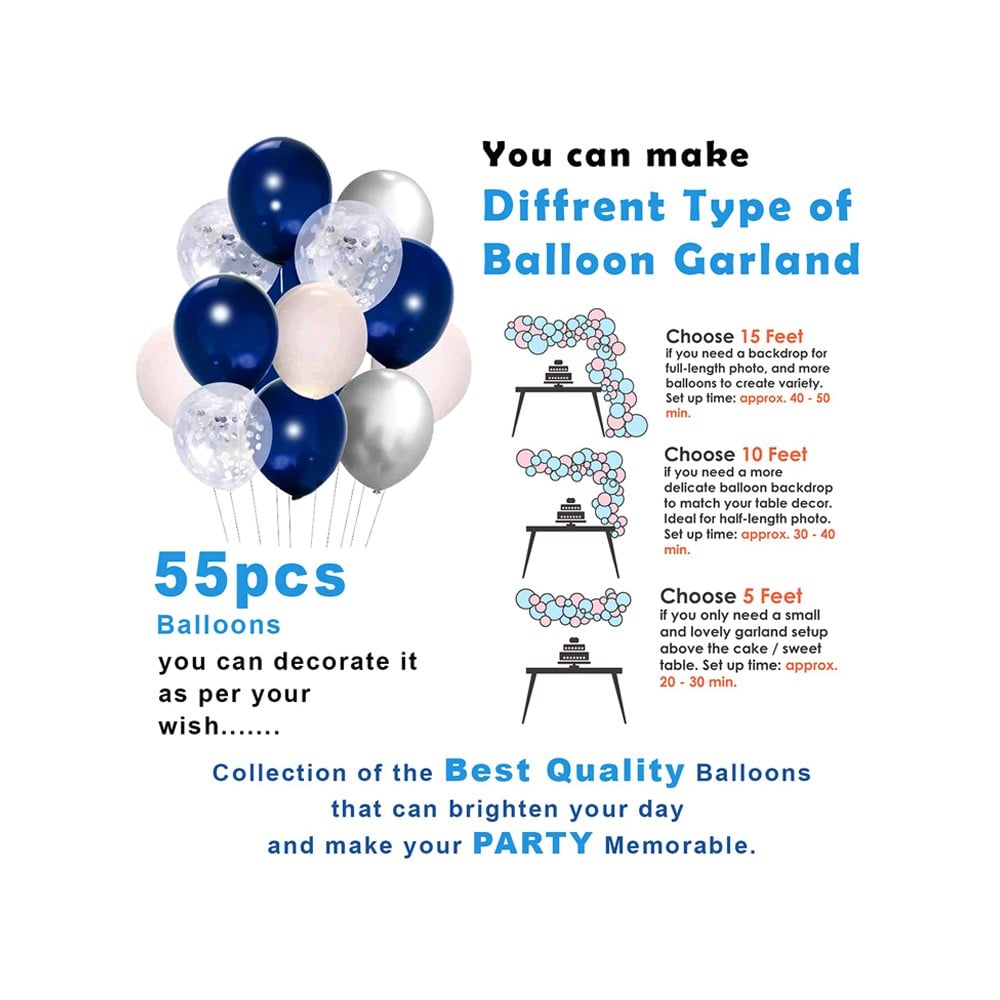 You can make
Diffrent Type of
Balloon Garland
Choose 15 Feet
if you need a backdrop for
full-length photo, and more
balloons to create variety.
Set up time: approx. 40 - 50
min.
Choose 10 Feet
if you need a more
delicate balloon backdrop
to match your table decor.
Ideal for half-length photo.
Set up time: approx. 30 - 40
min.
Choose 5 Feet
if you only need a small
and lovely garland setup
above the cake / sweet
table. Set up time: approx.
20 - 30 min.
55pcs
Balloons
you can decorate it
as per your
wish.......
Collection of the Best Quality Balloons
that can brighten your day
and make your PARTY Memorable.